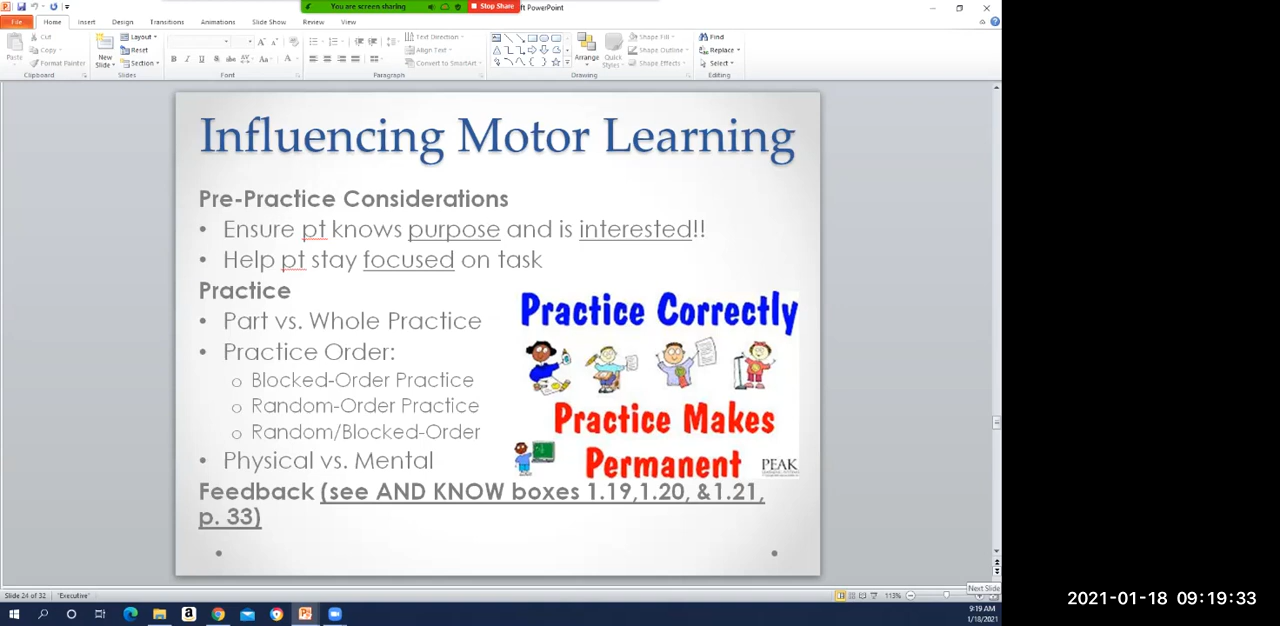 You are screen sharing
Stop Share
ft PowerPoint
File
Home
Insert
Design
Transitions
Animations
Slide Show
Review
View
Paste
Cut
Copy
Format Painter
Clipboard
New
Slide
Layout
Reset
Section
Slides
Font
Text Direction
Align Text
Convert to SmartArt
Paragraph
Arrange
Quick
Styles
Shape Fill
Shape Outline
Shape Effects
Drawing
Find
Replace
Select
Editing
Influencing Motor Learning
Pre-Practice Considerations
• Ensure pt knows purpose and is interested!!
• Help pt stay focused on task
Practice
• Part vs. Whole Practice
• Practice Order:
o Blocked-Order Practice
o Random-Order Practice
o Random/Blocked-Order
• Physical vs. Mental
Feedback (see AND KNOW boxes 1.19,1.20, &1.21,
p. 33)
Practice Correctly
Practice Makes
Permanent
PEAK
Slide 24 of 32
"Executive"
113%
Next Slide
9:19 AM
1/18/2021
2021-01-18 09:19:33